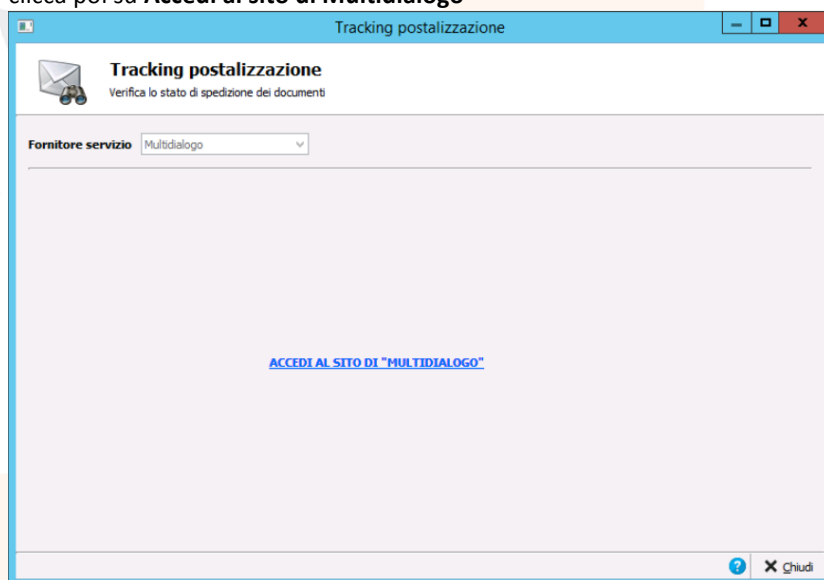 clicca poi su Accedi al sito di Multidialogo
Tracking postalizzazione
Tracking postalizzazione
Verifica lo stato di spedizione dei documenti
Fornitore servizio Multidialogo
ACCEDI AL SITO DI "MULTIDIALOGO"
? Chiudi